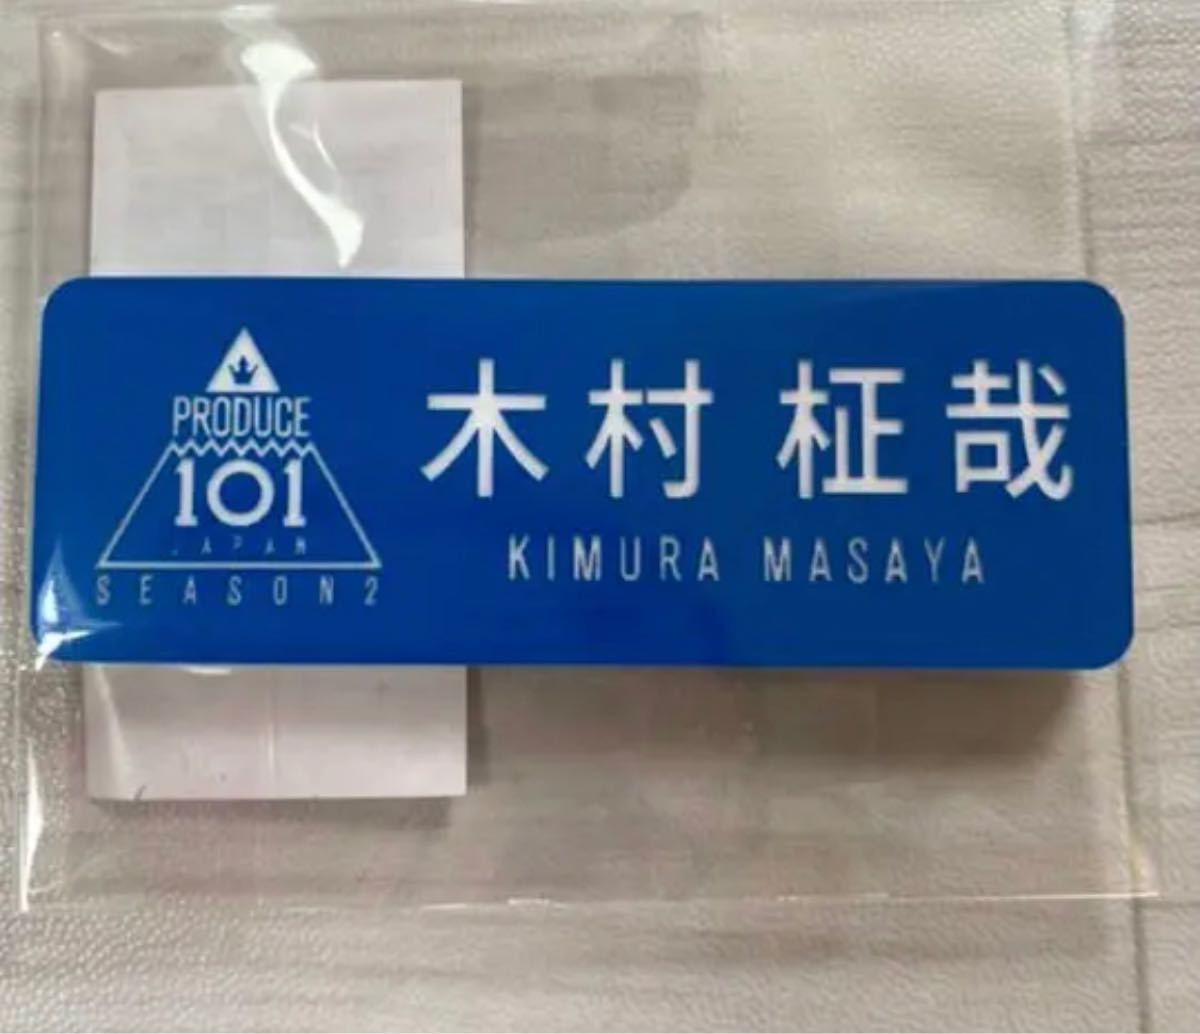 PRODUCE
101
JAPAN
SEASON2
木村 柾哉
KIMURA MASAYA